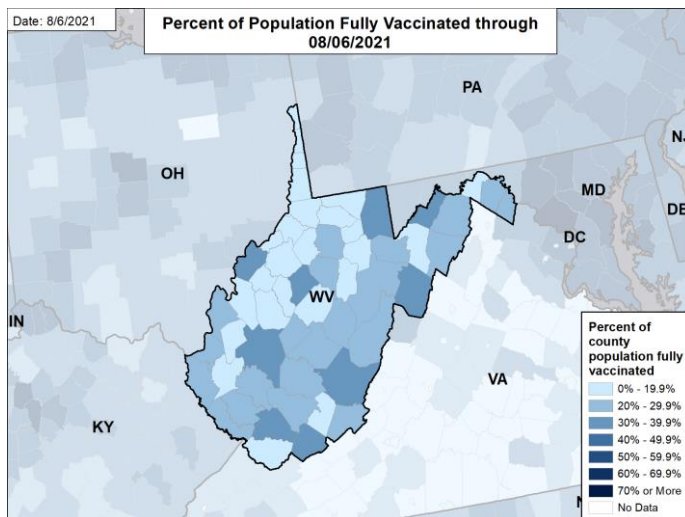 Date: 8/6/2021
Percent of Population Fully Vaccinated through
08/06/2021
PA
NJ
OH
MD
DE
DC
IN
WV
VA
KY
Percent of
county
population fully
vaccinated
0% - 19.9%
20% - 29.9%
30% - 39.9%
40% - 49.9%
50% - 59.9%
60% - 69.9%
70% or More
No Data